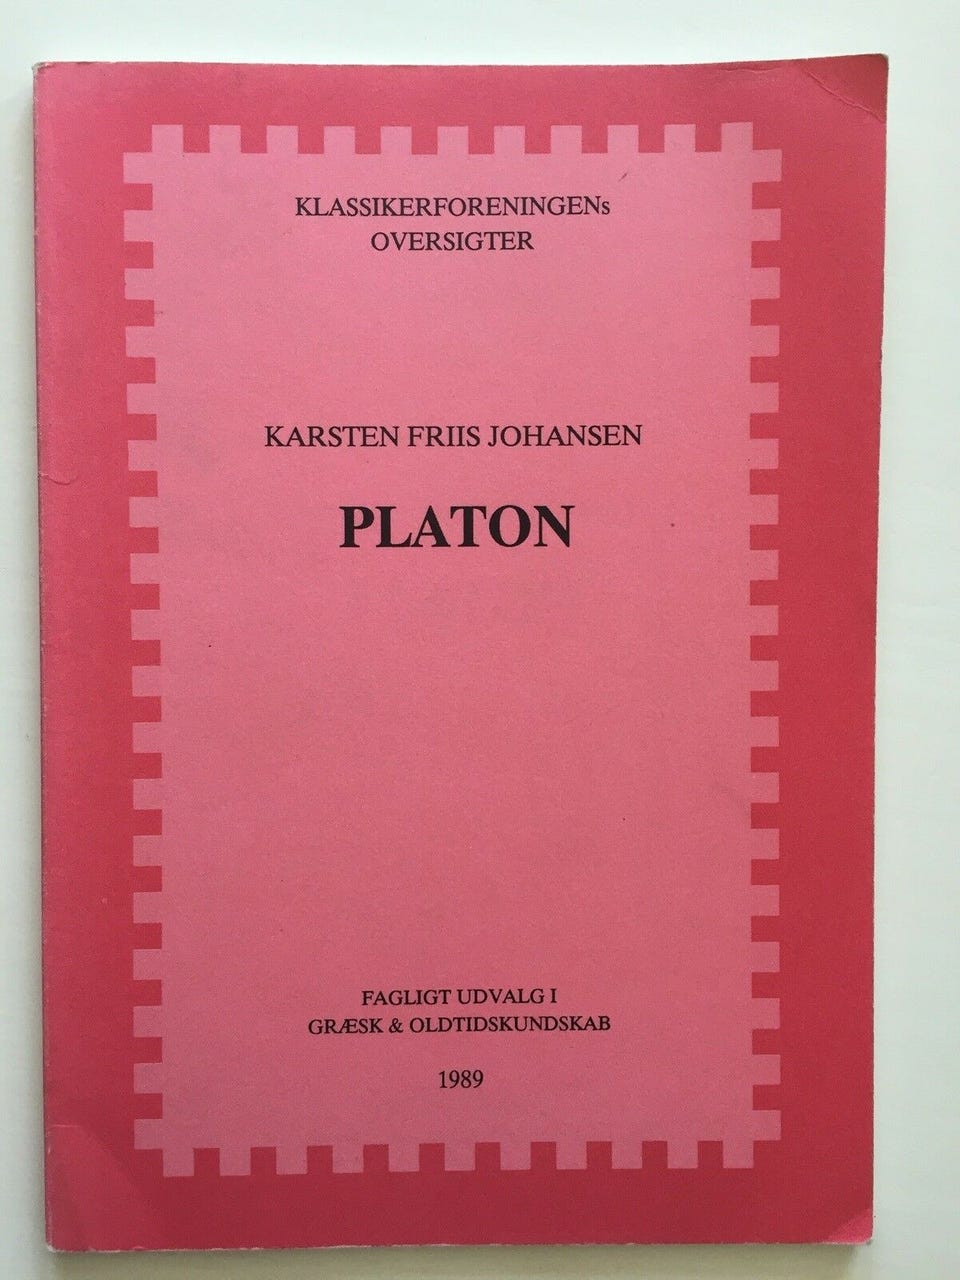 KLASSIKERFORENINGENs
OVERSIGTER
KARSTEN FRIIS JOHANSEN
PLATON
FAGLIGT UDVALG I
GRÆSK & OLDTIDSKUNDSKAB
1989